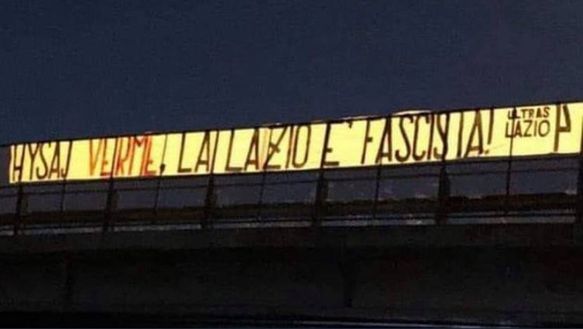 HYSAJ VERME, LA LAZIO E' FASCISTA!
ULTRAS
LAZIO